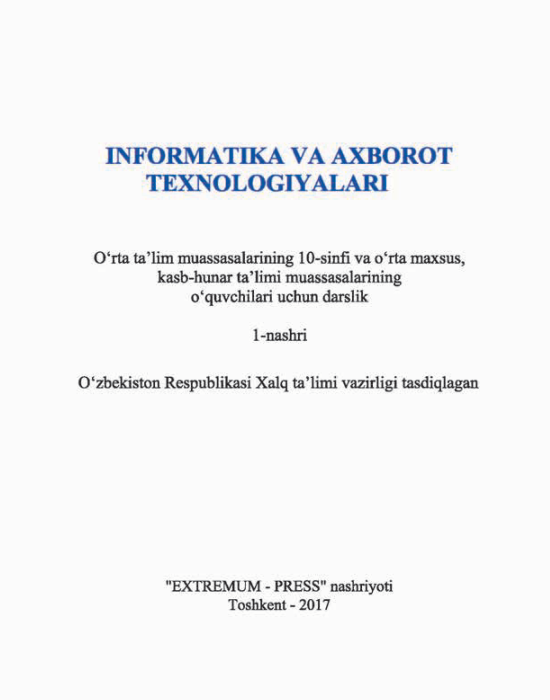 INFORMATIKA VA AXBOROT
TEXNOLOGIYALARI
O‘rta ta’lim muassasalarining 10-sinfi va o‘rta maxsus,
kasb-hunar ta’limi muassasalarining
o‘quvchilari uchun darslik
1-nashri
O‘zbekiston Respublikasi Xalq ta’limi vazirligi tasdiqlagan
"EXTREMUM - PRESS" nashriyoti
Toshkent - 2017